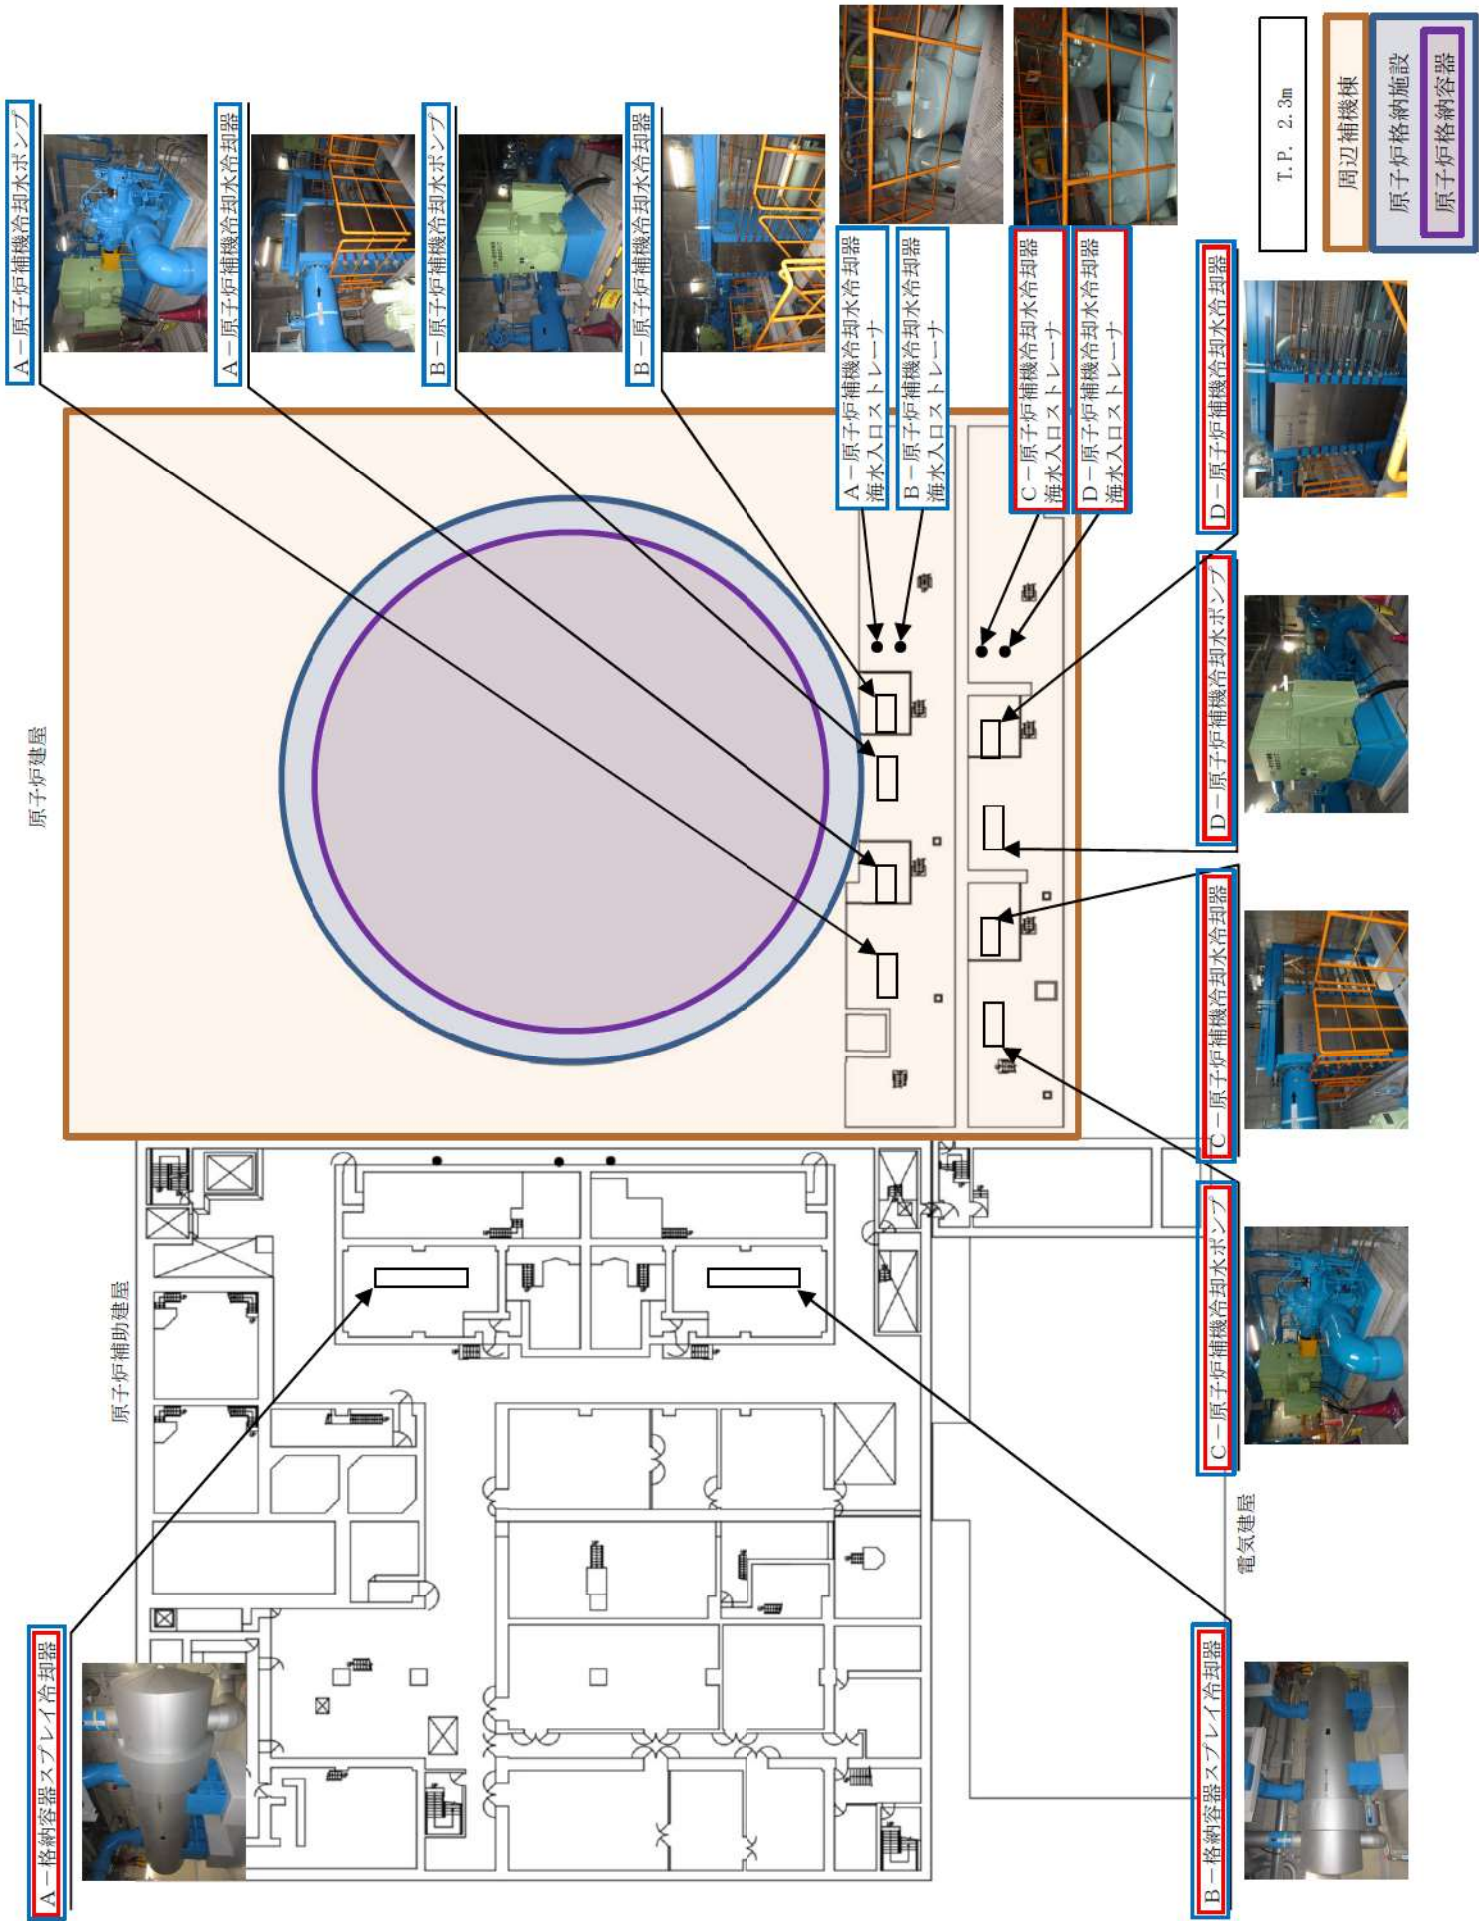 A－格納容器スプレイ冷却器
B－格納容器スプレイ冷却器
原子炉補助建屋
電気建屋
原子炉建屋
C－原子炉補機冷却水ポンプ
C－原子炉補機冷却水冷却器
D－原子炉補機冷却水ポンプ
D－原子炉補機冷却水冷却器
A－原子炉補機冷却水ポンプ
A－原子炉補機冷却水冷却器
B－原子炉補機冷却水ポンプ
B－原子炉補機冷却水冷却器
A－原子炉補機冷却水冷却器
海水入口ストレーナ
B－原子炉補機冷却水冷却器
海水入口ストレーナ
C－原子炉補機冷却水冷却器
海水入口ストレーナ
D－原子炉補機冷却水冷却器
海水入口ストレーナ
T.P. 2.3m
周辺補機棟
原子炉格納施設
原子炉格納容器